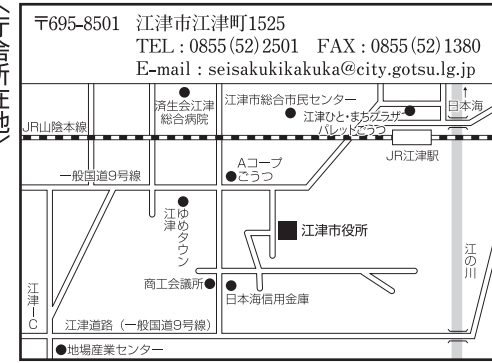 〈庁舎所在地〉
〒695-8501 江津市江津町1525
TEL : 0855(52)2501 FAX : 0855(52)1380
E-mail : seisakukikakuka@city.gotsu.lg.jp
済生会江津
総合病院
江津市総合市民センター
江津ひと・まちプラザ
パレットごうつ
日本海
JR山陰本線
JR江津駅
一般国道9号線
Aコープ
ごうつ
ゆめタウン
江津
江津市役所
江の川
商工会議所
日本海信用金庫
江津IC
江津道路(一般国道9号線)
地場産業センター